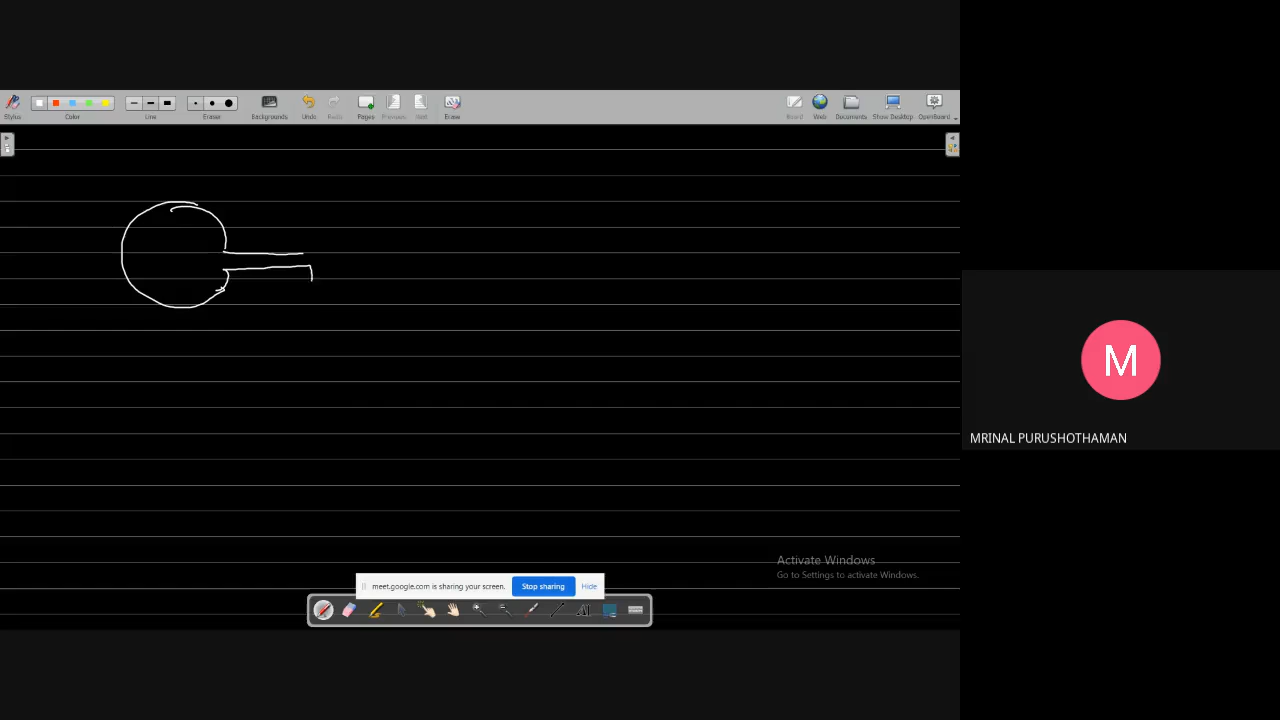 Stylus Color Line Eraser Backgrounds Undo Redo Pages Previous Next Erase Board Web Documents Show Desktop OpenBoard
M
MRINAL PURUSHOTHAMAN
Activate Windows
Go to Settings to activate Windows.
meet.google.com is sharing your screen. Stop sharing Hide